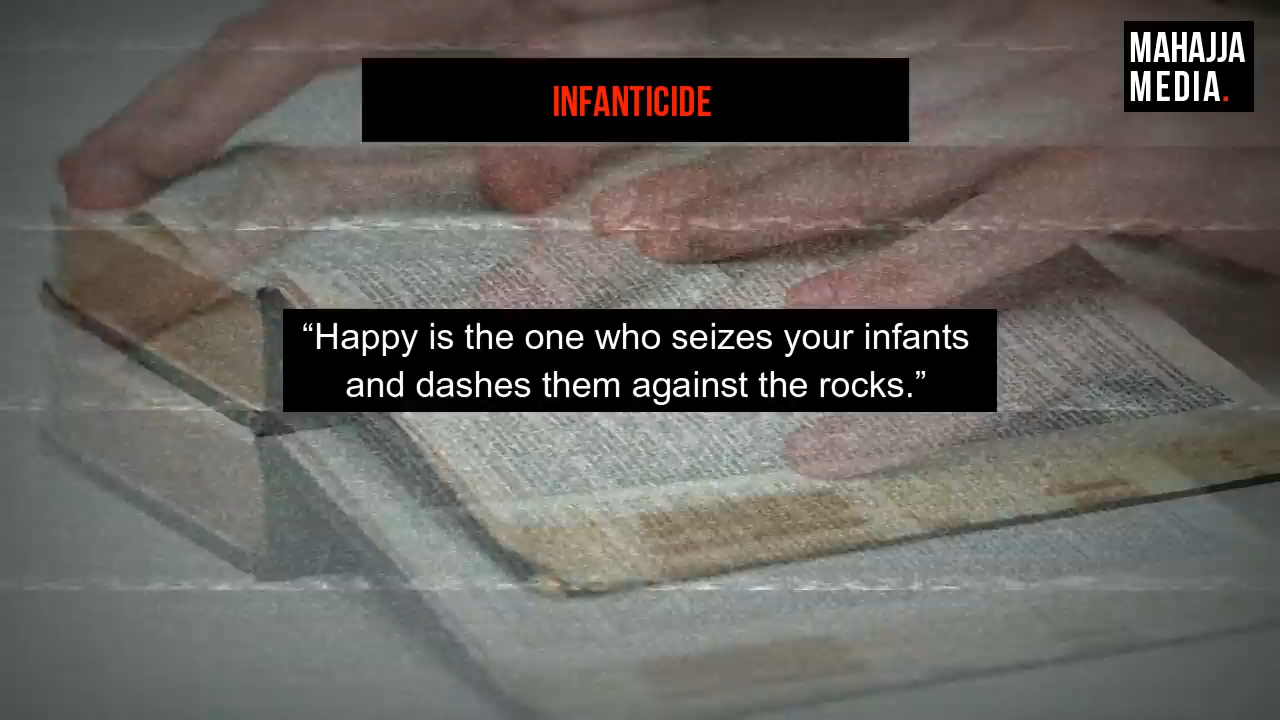 MAHAJJA
MEDIA.
INFANTICIDE
“Happy is the one who seizes your infants
and dashes them against the rocks.”